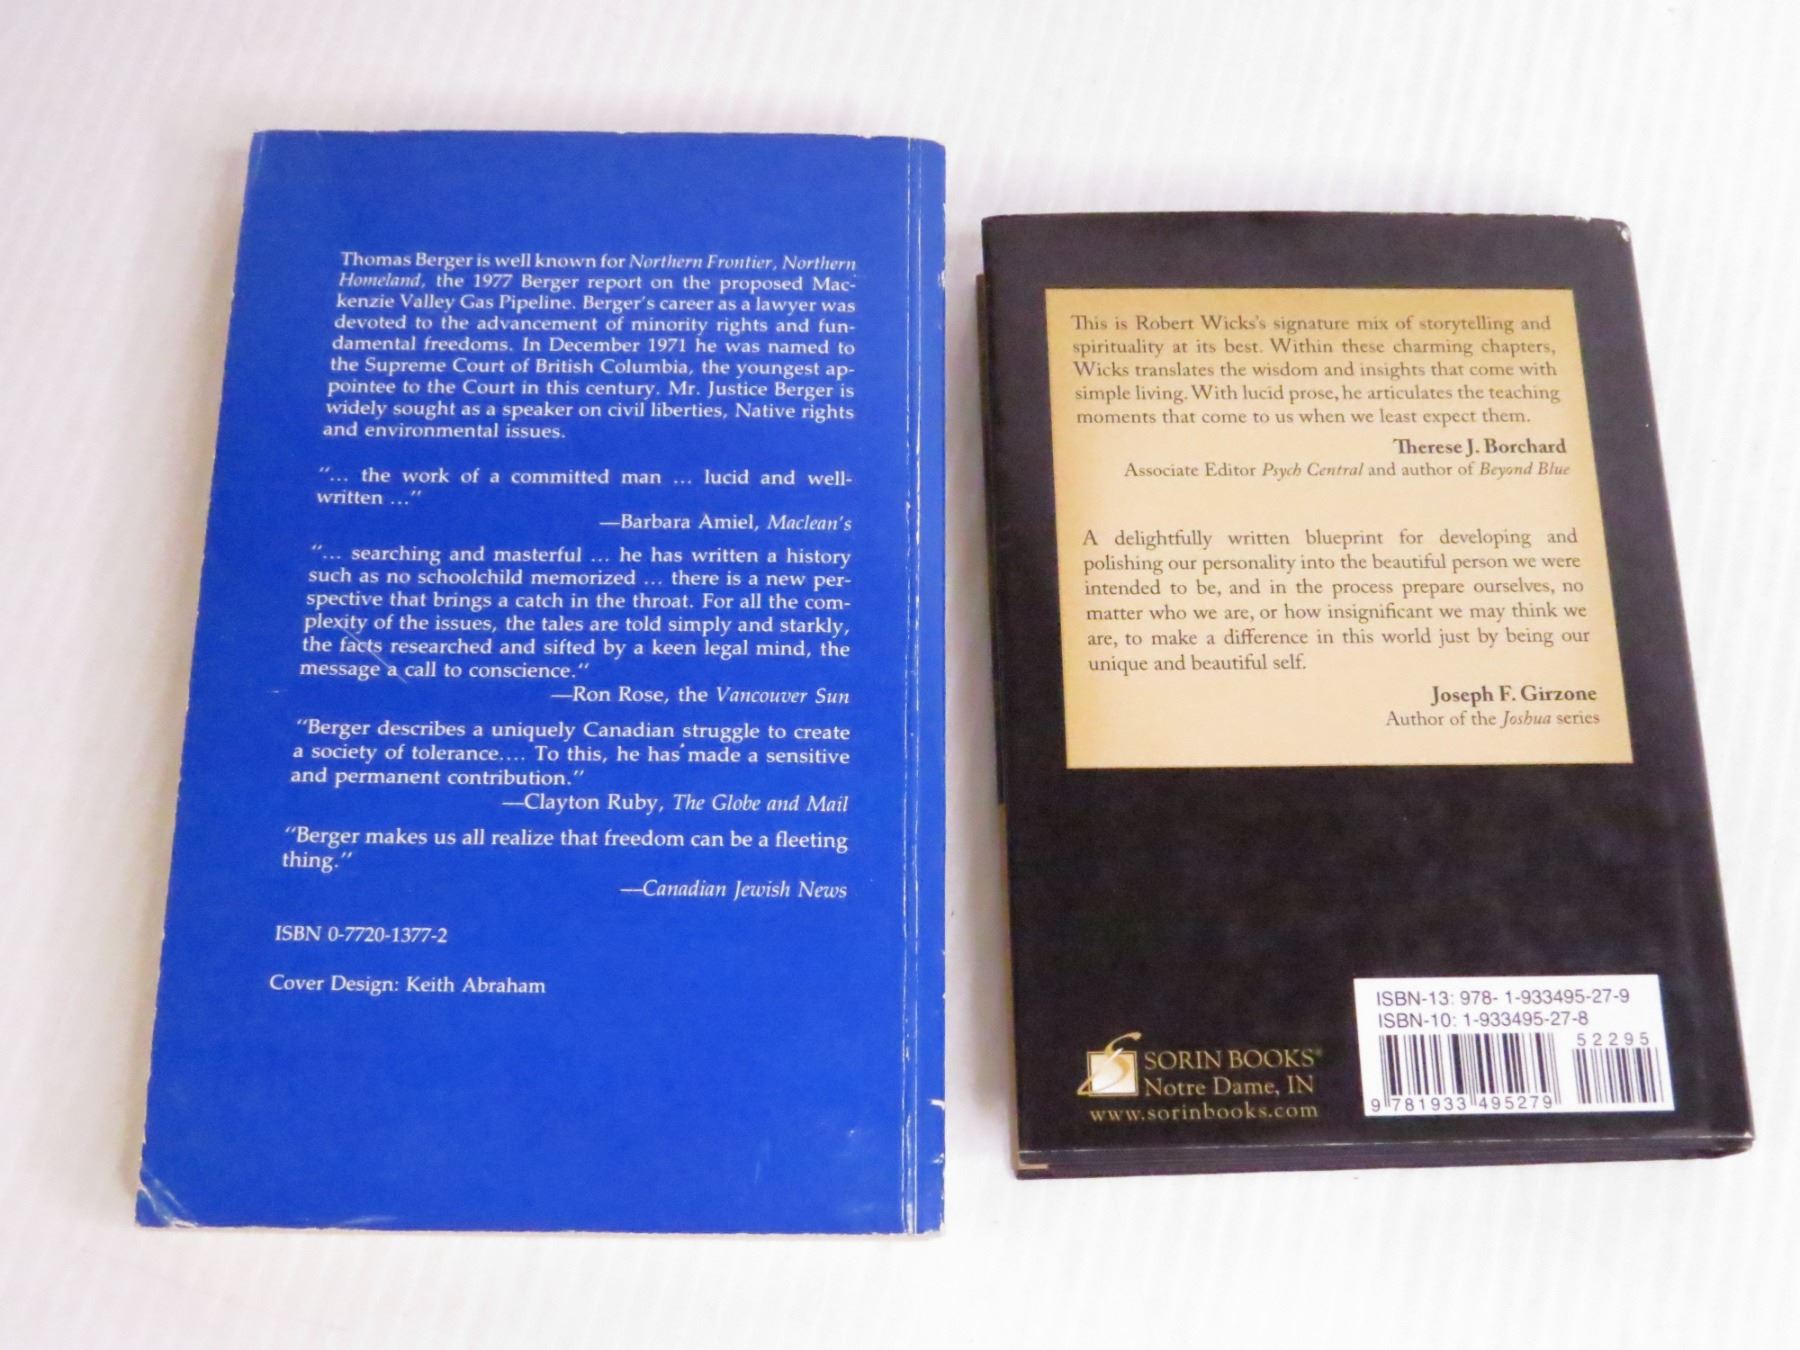 Thomas Berger is well known for Northern Frontier, Northern
Homeland, the 1977 Berger report on the proposed Mac-
kenzie Valley Gas Pipeline. Berger's career as a lawyer was
devoted to the advancement of minority rights and fun-
damental freedoms. In December 1971 he was named to
the Supreme Court of British Columbia, the youngest ap-
pointee to the Court in this century. Mr. Justice Berger is
widely sought as a speaker on civil liberties, Native rights
and environmental issues.
"... the work of a committed man ... lucid and well-
written ..."
—Barbara Amiel, Maclean's
"... searching and masterful ... he has written a history
such as no schoolchild memorized ... there is a new per-
spective that brings a catch in the throat. For all the com-
plexity of the issues, the tales are told simply and starkly,
the facts researched and sifted by a keen legal mind, the
message a call to conscience."
—Ron Rose, the Vancouver Sun
"Berger describes a uniquely Canadian struggle to create
a society of tolerance.... To this, he has made a sensitive
and permanent contribution."
—Clayton Ruby, The Globe and Mail
"Berger makes us all realize that freedom can be a fleeting
thing."
—Canadian Jewish News
ISBN 0-7720-1377-2
Cover Design: Keith Abraham
This is Robert Wicks's signature mix of storytelling and
spirituality at its best. Within these charming chapters,
Wicks translates the wisdom and insights that come with
simple living. With lucid prose, he articulates the teaching
moments that come to us when we least expect them.
Therese J. Borchard
Associate Editor Psych Central and author of Beyond Blue
A delightfully written blueprint for developing and
polishing our personality into the beautiful person we were
intended to be, and in the process prepare ourselves, no
matter who we are, or how insignificant we may think we
are, to make a difference in this world just by being our
unique and beautiful self.
Joseph F. Girzone
Author of the Joshua series
SORIN BOOKS®
Notre Dame, IN
www.sorinbooks.com
ISBN-13: 978- 1-933495-27-9
ISBN-10: 1-933495-27-8
52295
9 781933 495279